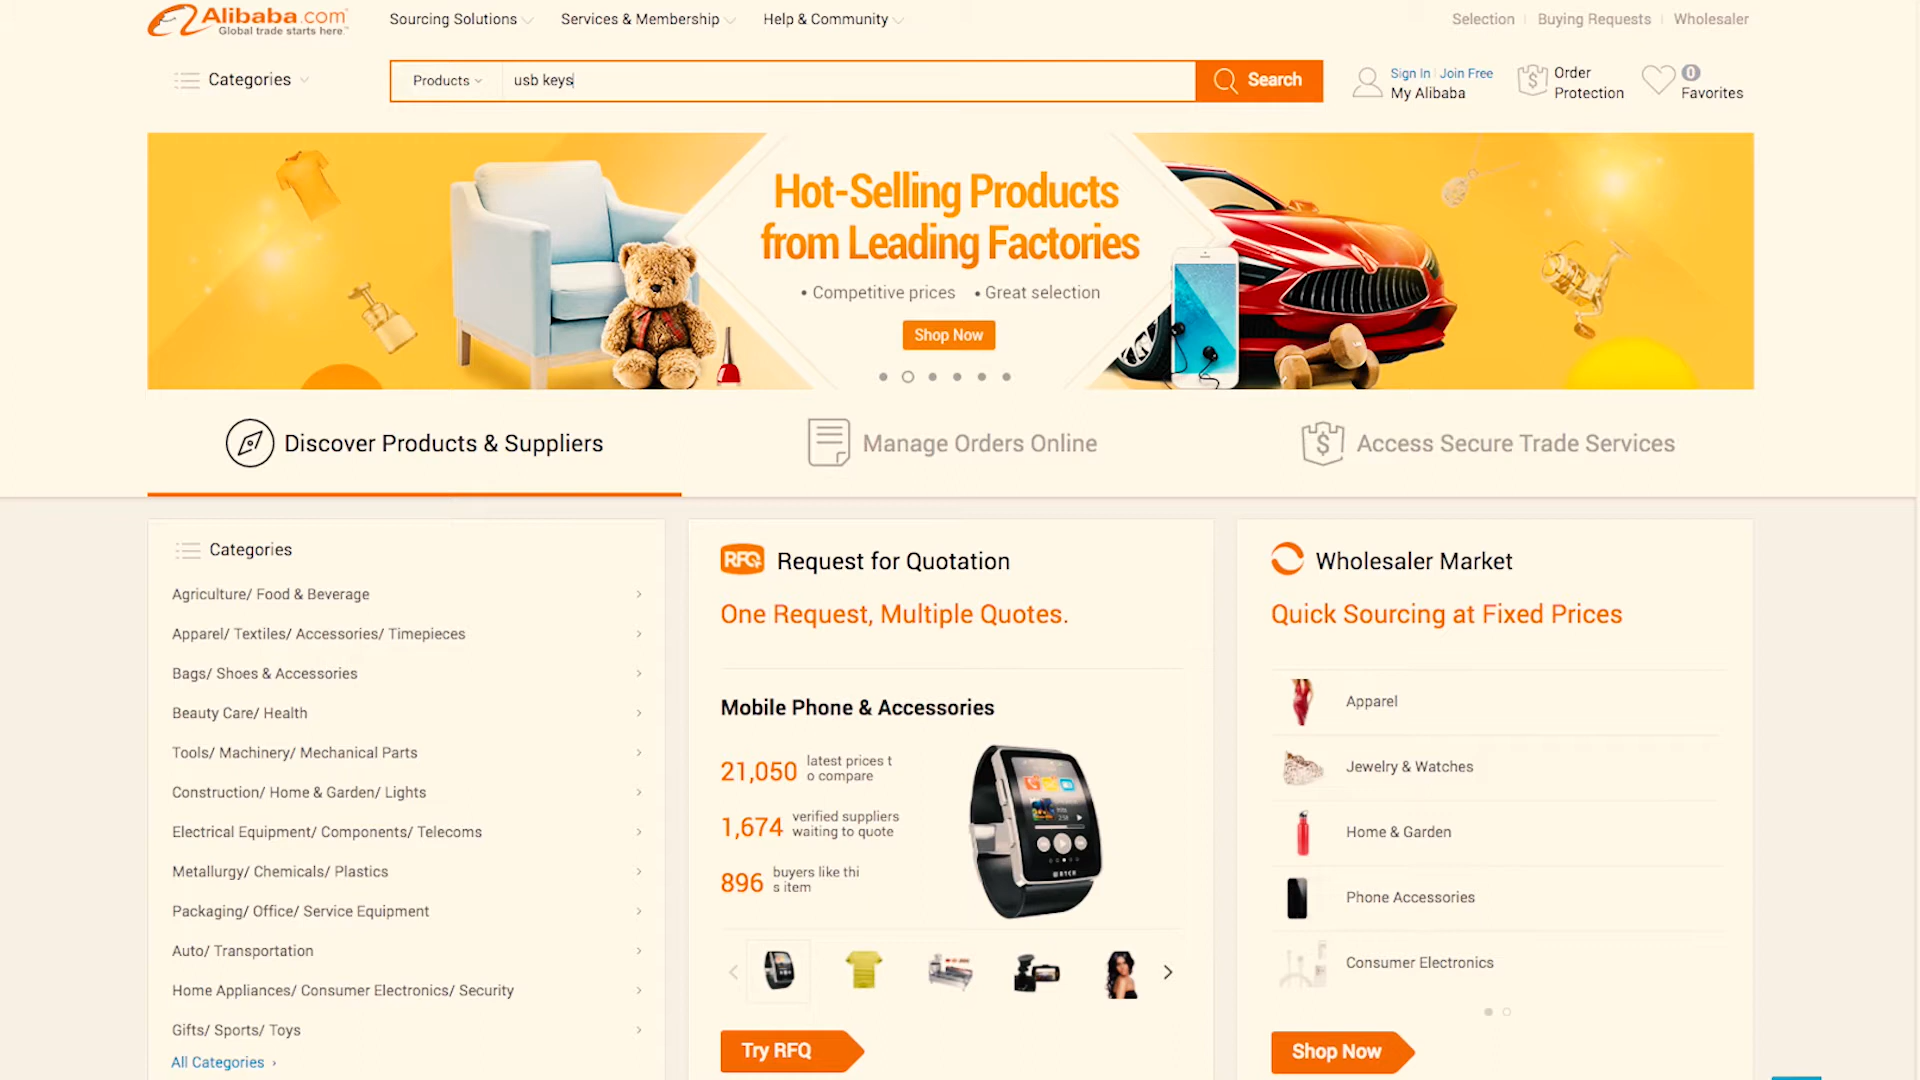 Alibaba.com
Global trade starts here.™
Sourcing Solutions
Services & Membership
Help & Community
Selection
Buying Requests
Wholesaler
Categories
Products
usb keys
Search
Sign In
Join Free
My Alibaba
Order
Protection
0
Favorites
Hot-Selling Products
from Leading Factories
• Competitive prices • Great selection
Shop Now
Discover Products & Suppliers
Manage Orders Online
Access Secure Trade Services
Categories
Agriculture/ Food & Beverage
Apparel/ Textiles/ Accessories/ Timepieces
Bags/ Shoes & Accessories
Beauty Care/ Health
Tools/ Machinery/ Mechanical Parts
Construction/ Home & Garden/ Lights
Electrical Equipment/ Components/ Telecoms
Metallurgy/ Chemicals/ Plastics
Packaging/ Office/ Service Equipment
Auto/ Transportation
Home Appliances/ Consumer Electronics/ Security
Gifts/ Sports/ Toys
All Categories
RFQ
Request for Quotation
One Request, Multiple Quotes.
Mobile Phone & Accessories
21,050
latest prices t
o compare
1,674
verified suppliers
waiting to quote
896
buyers like thi
s item
Try RFQ
Wholesaler Market
Quick Sourcing at Fixed Prices
Apparel
Jewelry & Watches
Home & Garden
Phone Accessories
Consumer Electronics
Shop Now